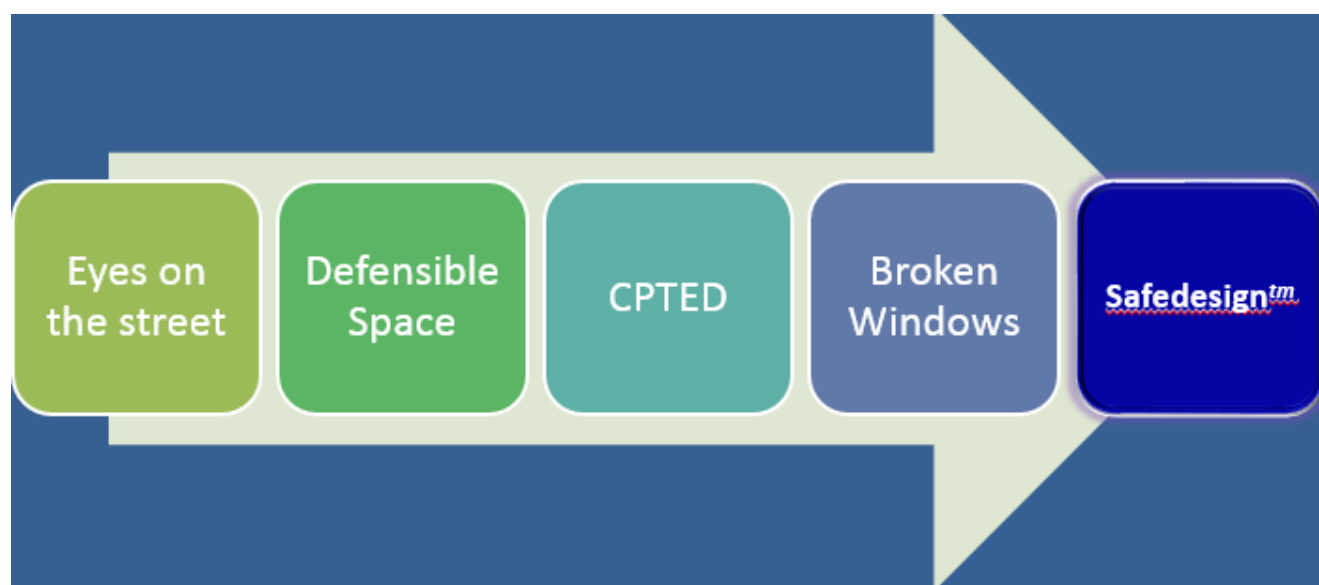 Eyes on
the street
Defensible
Space
CPTED
Broken
Windows
Safedesign™